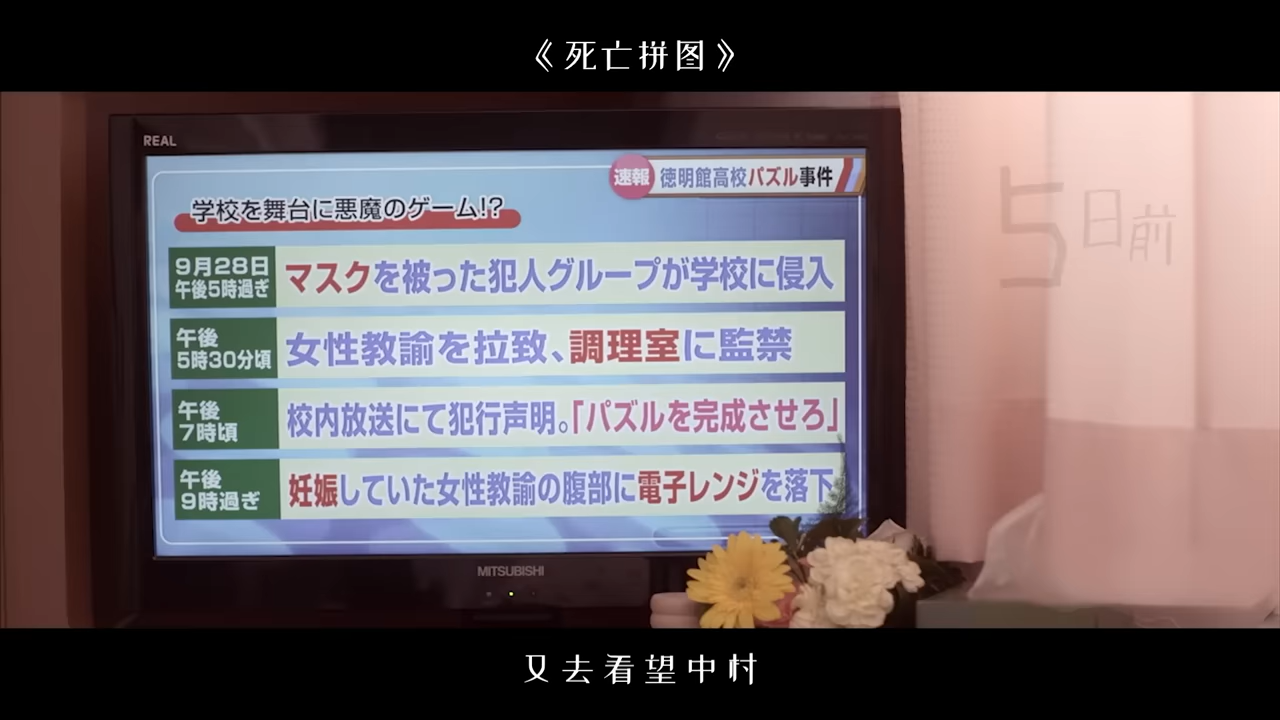 《死亡拼图》
REAL
速報 徳明館高校パズル事件
学校を舞台に悪魔のゲーム!?
9月28日
午後5時過ぎ
マスクを被った犯人グループが学校に侵入
午後
5時30分頃
女性教諭を拉致、調理室に監禁
午後
7時頃
校内放送にて犯行声明。「パズルを完成させろ」
午後
9時過ぎ
妊娠していた女性教諭の腹部に電子レンジを落下
5日前
MITSUBISHI
又去看望中村